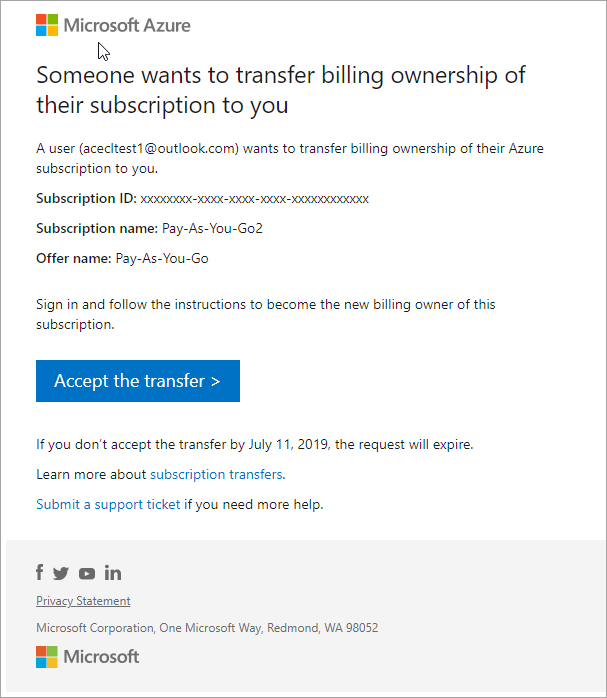 Microsoft Azure
Someone wants to transfer billing ownership of
their subscription to you
A user (acecltest1@outlook.com) wants to transfer billing ownership of their Azure
subscription to you.
Subscription ID: xxxxxxxx-xxxx-xxxx-xxxx-xxxxxxxxxxxx
Subscription name: Pay-As-You-Go2
Offer name: Pay-As-You-Go
Sign in and follow the instructions to become the new billing owner of this
subscription.
Accept the transfer >
If you don't accept the transfer by July 11, 2019, the request will expire.
Learn more about subscription transfers.
Submit a support ticket if you need more help.
Privacy Statement
Microsoft Corporation, One Microsoft Way, Redmond, WA 98052
Microsoft